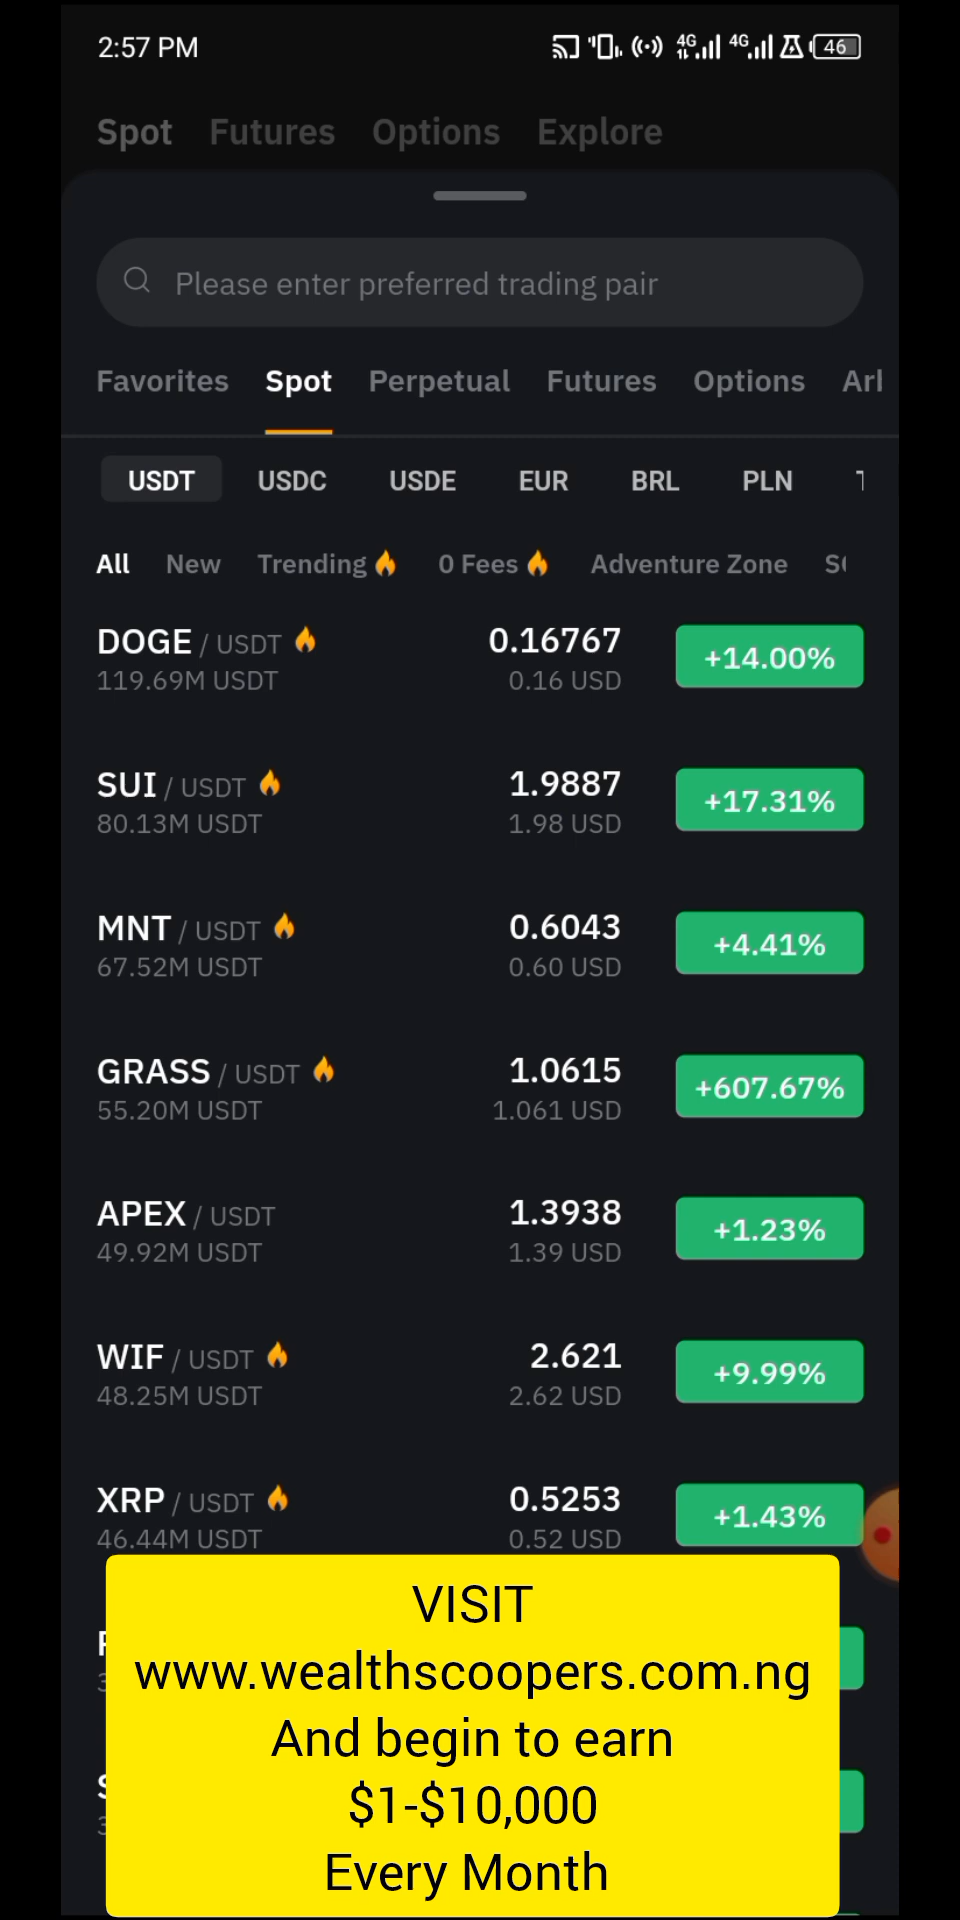 2:57 PM 4G 4G 46
Spot Futures Options Explore
Please enter preferred trading pair
Favorites Spot Perpetual Futures Options
USDT USDC USDE EUR BRL PLN
All New Trending 0 Fees Adventure Zone
DOGE / USDT 0.16767 +14.00%
119.69M USDT 0.16 USD
SUI / USDT 1.9887 +17.31%
80.13M USDT 1.98 USD
MNT / USDT 0.6043 +4.41%
67.52M USDT 0.60 USD
GRASS / USDT 1.0615 +607.67%
55.20M USDT 1.061 USD
APEX / USDT 1.3938 +1.23%
49.92M USDT 1.39 USD
WIF / USDT 2.621 +9.99%
48.25M USDT 2.62 USD
XRP / USDT 0.5253 +1.43%
46.44M USDT 0.52 USD
VISIT
www.wealthscoopers.com.ng
And begin to earn
$1-$10,000
Every Month